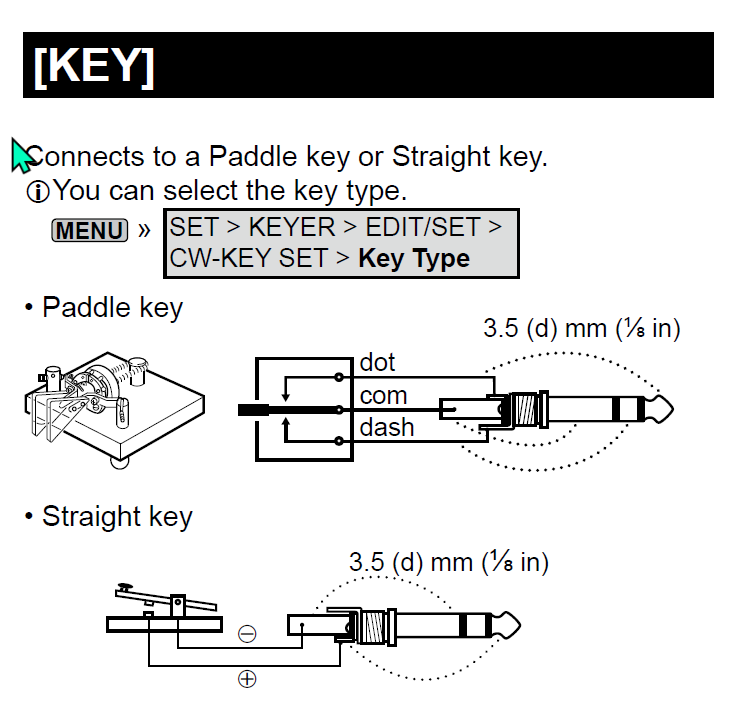 [KEY]
Connects to a Paddle key or Straight key.
ⓘYou can select the key type.
MENU » SET > KEYER > EDIT/SET >
CW-KEY SET > Key Type
• Paddle key
3.5 (d) mm (⅛ in)
dot
com
dash
• Straight key
3.5 (d) mm (⅛ in)
⊖
⊕